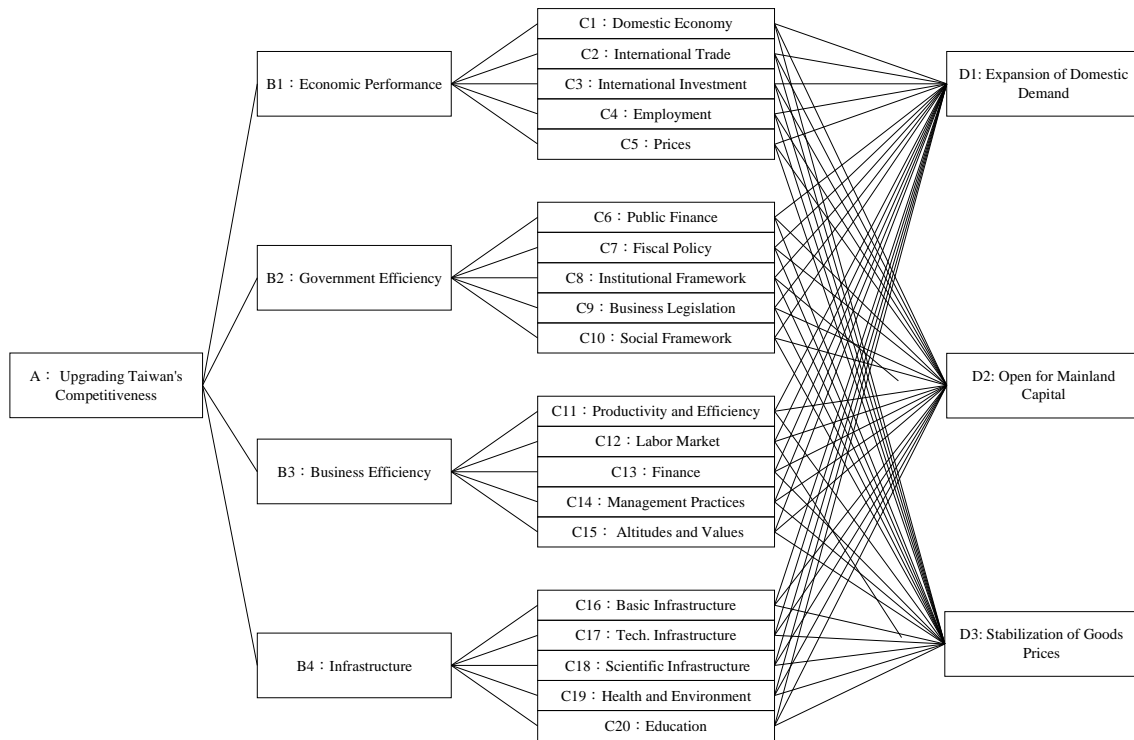 A： Upgrading Taiwan's
Competitiveness
B1：Economic Performance
B2：Government Efficiency
B3：Business Efficiency
B4：Infrastructure
C1：Domestic Economy
C2：International Trade
C3：International Investment
C4：Employment
C5：Prices
C6：Public Finance
C7：Fiscal Policy
C8：Institutional Framework
C9：Business Legislation
C10：Social Framework
C11：Productivity and Efficiency
C12：Labor Market
C13：Finance
C14：Management Practices
C15： Altitudes and Values
C16：Basic Infrastructure
C17：Tech. Infrastructure
C18：Scientific Infrastructure
C19：Health and Environment
C20：Education
D1: Expansion of Domestic
Demand
D2: Open for Mainland
Capital
D3: Stabilization of Goods
Prices